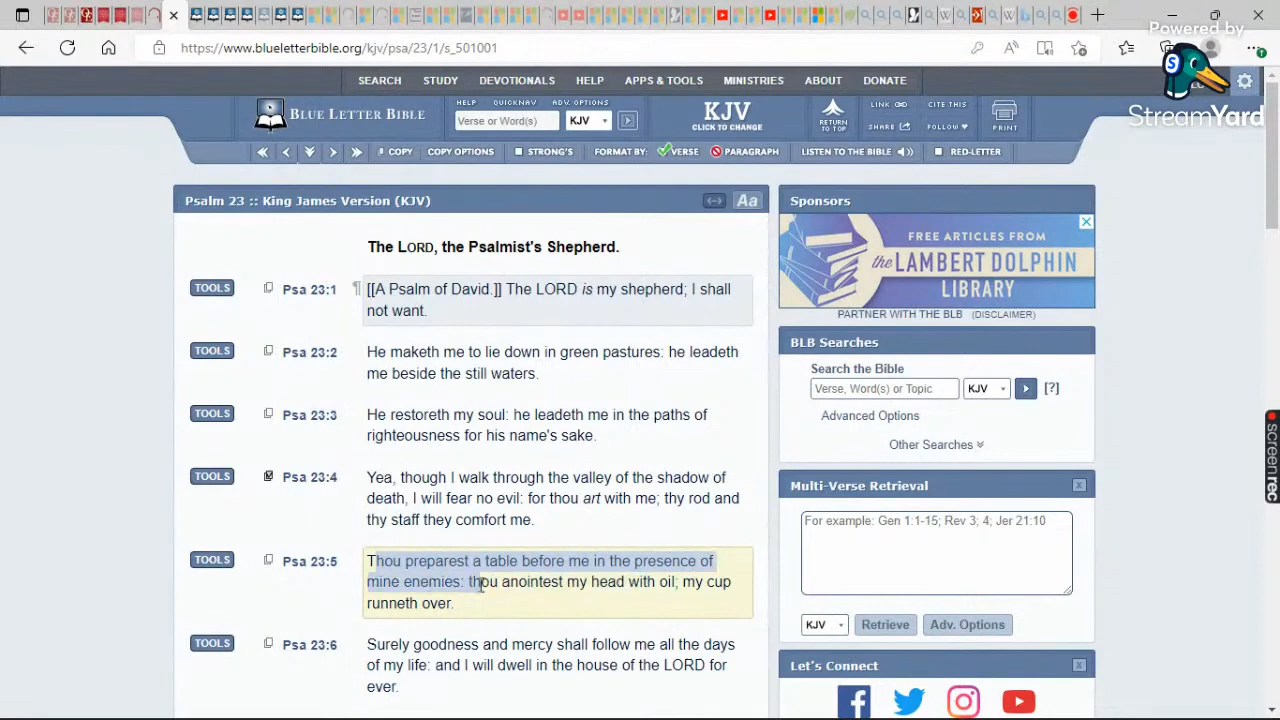 Powered by
StreamYard
https://www.blueletterbible.org/kjv/psa/23/1/s_501001
SEARCH STUDY DEVOTIONALS HELP APPS & TOOLS MINISTRIES ABOUT DONATE
BLUE LETTER BIBLE
HELP QUICKNAV ADV. OPTIONS
Verse or Word(s) KJV
KJV
CLICK TO CHANGE
RETURN
TO TOP
LINK CITE THIS
SHARE FOLLOW
PRINT
COPY COPY OPTIONS STRONG'S FORMAT BY: VERSE PARAGRAPH LISTEN TO THE BIBLE RED-LETTER
Psalm 23 :: King James Version (KJV) Aa
The LORD, the Psalmist's Shepherd.
TOOLS Psa 23:1 ¶ [[A Psalm of David.]] The LORD is my shepherd; I shall
not want.
TOOLS Psa 23:2 He maketh me to lie down in green pastures: he leadeth
me beside the still waters.
TOOLS Psa 23:3 He restoreth my soul: he leadeth me in the paths of
righteousness for his name's sake.
TOOLS Psa 23:4 Yea, though I walk through the valley of the shadow of
death, I will fear no evil: for thou art with me; thy rod and
thy staff they comfort me.
TOOLS Psa 23:5 Thou preparest a table before me in the presence of
mine enemies: thou anointest my head with oil; my cup
runneth over.
TOOLS Psa 23:6 Surely goodness and mercy shall follow me all the days
of my life: and I will dwell in the house of the LORD for
ever.
Sponsors
FREE ARTICLES FROM
the LAMBERT DOLPHIN
LIBRARY
PARTNER WITH THE BLB (DISCLAIMER)
BLB Searches
Search the Bible
Verse, Word(s) or Topic KJV [?]
Advanced Options
Other Searches
Multi-Verse Retrieval x
For example: Gen 1:1-15; Rev 3; 4; Jer 21:10
KJV Retrieve Adv. Options
Let's Connect x
screen rec